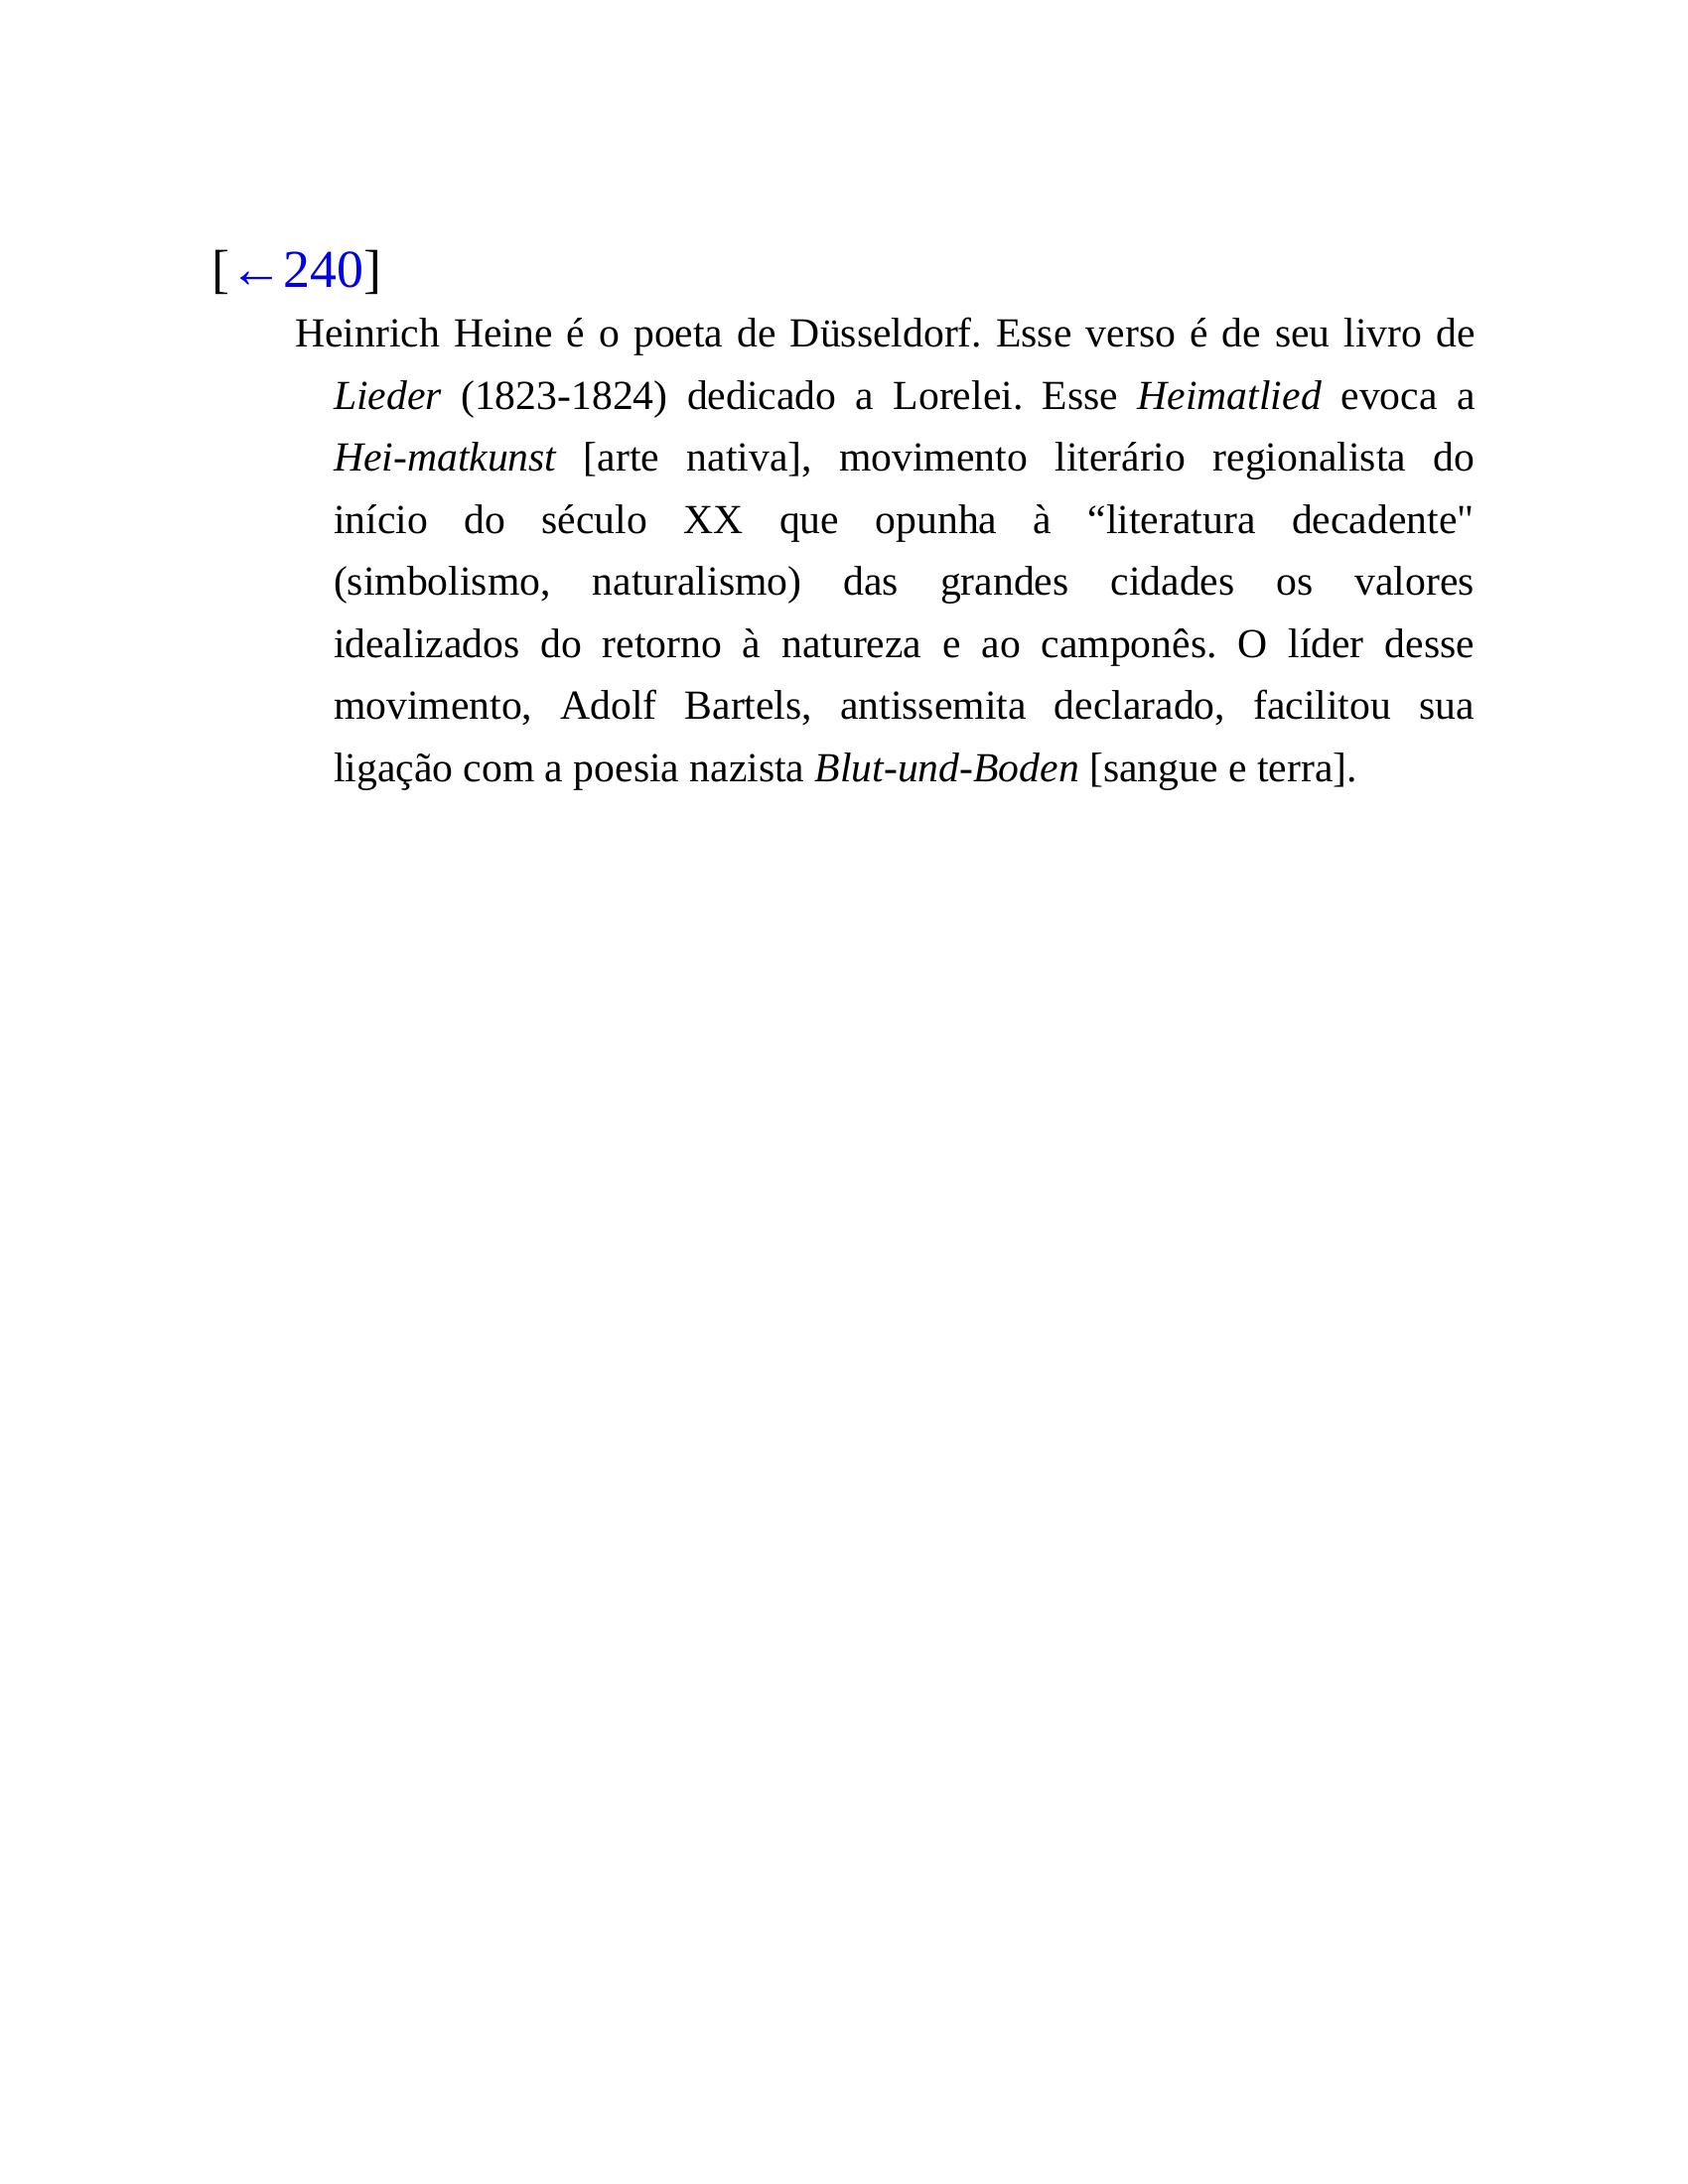 [←240]
Heinrich Heine é o poeta de Düsseldorf. Esse verso é de seu livro de
Lieder (1823-1824) dedicado a Lorelei. Esse Heimatlied evoca a
Hei-matkunst [arte nativa], movimento literário regionalista do
início do século XX que opunha à “literatura decadente"
(simbolismo, naturalismo) das grandes cidades os valores
idealizados do retorno à natureza e ao camponês. O líder desse
movimento, Adolf Bartels, antissemita declarado, facilitou sua
ligação com a poesia nazista Blut-und-Boden [sangue e terra].